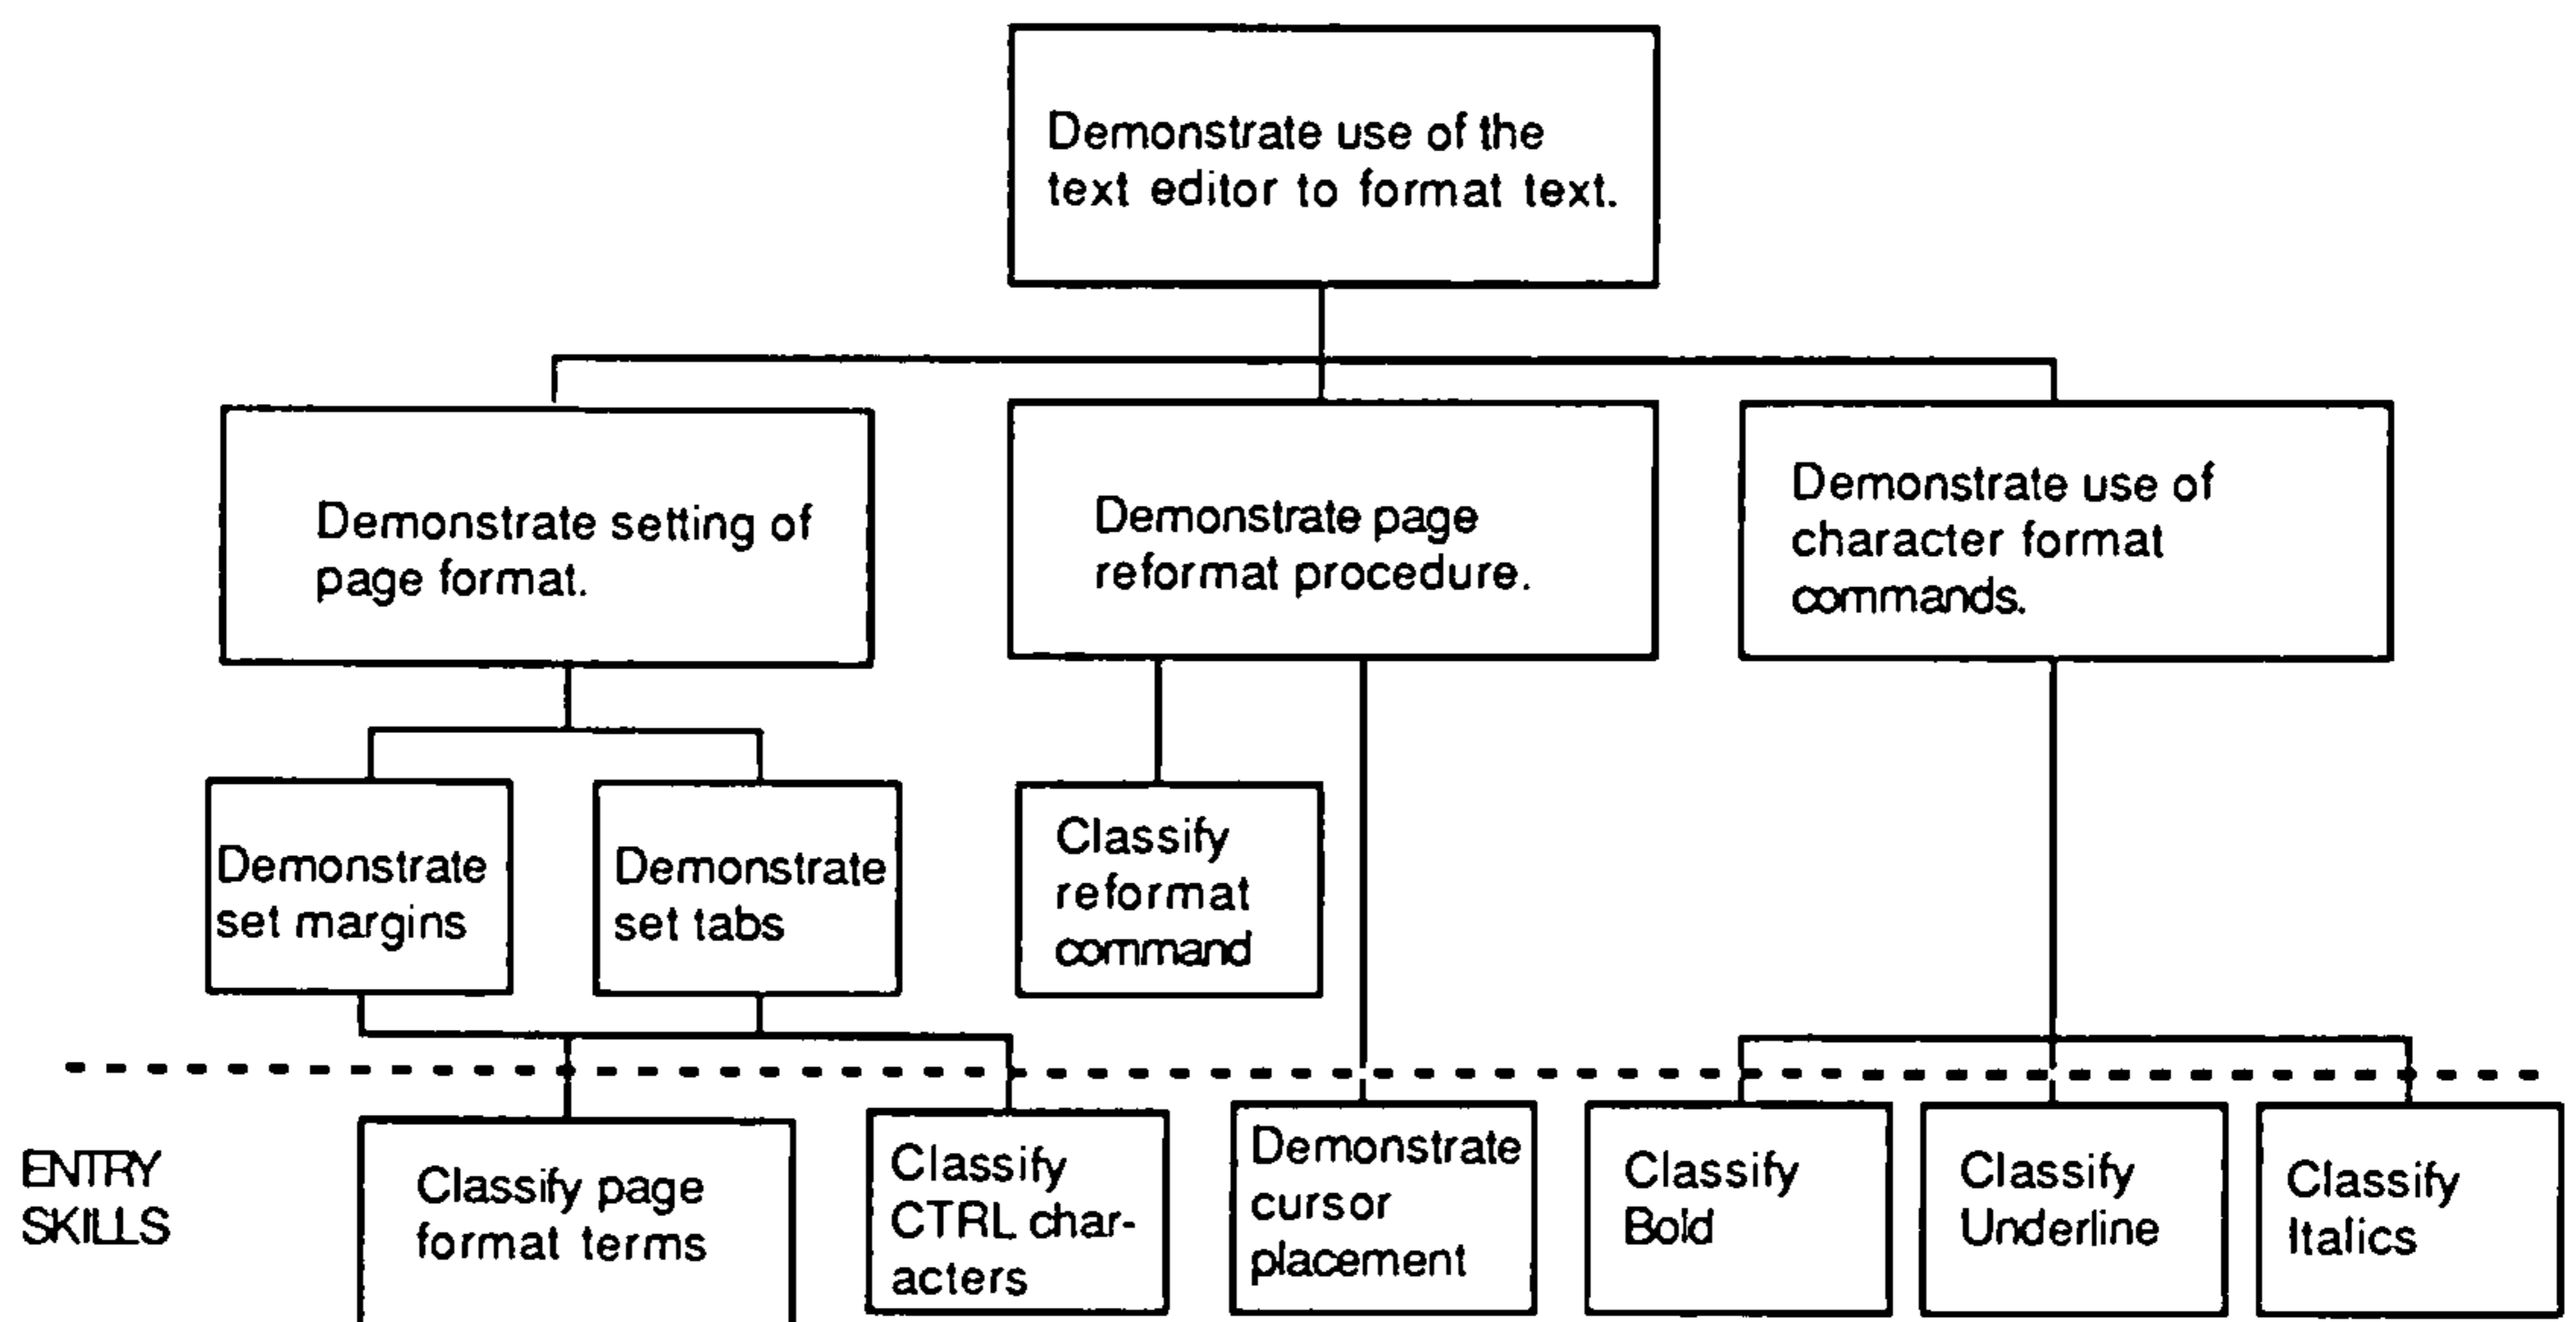 Demonstrate use of the
text editor to format text.
Demonstrate setting of
page format.
Demonstrate page
reformat procedure.
Demonstrate use of
character format
commands.
Demonstrate
set margins
Demonstrate
set tabs
Classify
reformat
command
ENTRY
SKILLS
Classify page
format terms
Classify
CTRL char-
acters
Demonstrate
cursor
placement
Classify
Bold
Classify
Underline
Classify
Italics